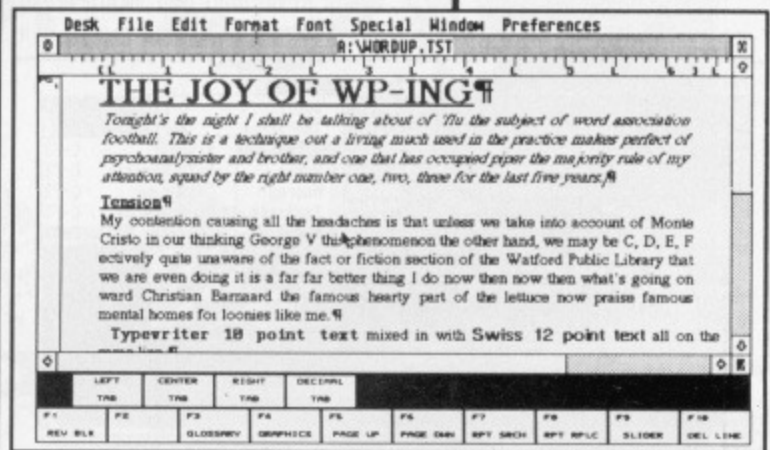 Desk File Edit Format Font Special Window Preferences
A:\WORDUP.TST
THE JOY OF WP-ING¶
Tonight's the night I shall be talking about of 'flu the subject of word association
football. This is a technique out a living much used in the practice makes perfect of
psychoanalysister and brother, and one that has occupied piper the majority rule of my
attention, squad by the right number one, two, three for the last five years.¶
Tension¶
My contention causing all the headaches is that unless we take into account of Monte
Cristo in our thinking George V this phenomenon the other hand, we may be C, D, E, F
ectively quite unaware of the fact or fiction section of the Watford Public Library that
we are even doing it is a far far better thing I do now then now then what's going on
ward Christian Barnaard the famous hearty part of the lettuce now praise famous
mental homes for loonies like me.¶
Typewriter 10 point text mixed in with Swiss 12 point text all on the
LEFT TAB CENTER TAB RIGHT TAB DECIMAL TAB
F1 F2 F3 F4 F5 F6 F7 F8 F9 F10
REV BLK GLOSSARY GRAPHICS PAGE UP PAGE DWN RPT SRCH RPT RPLC SLIDER DEL LINE